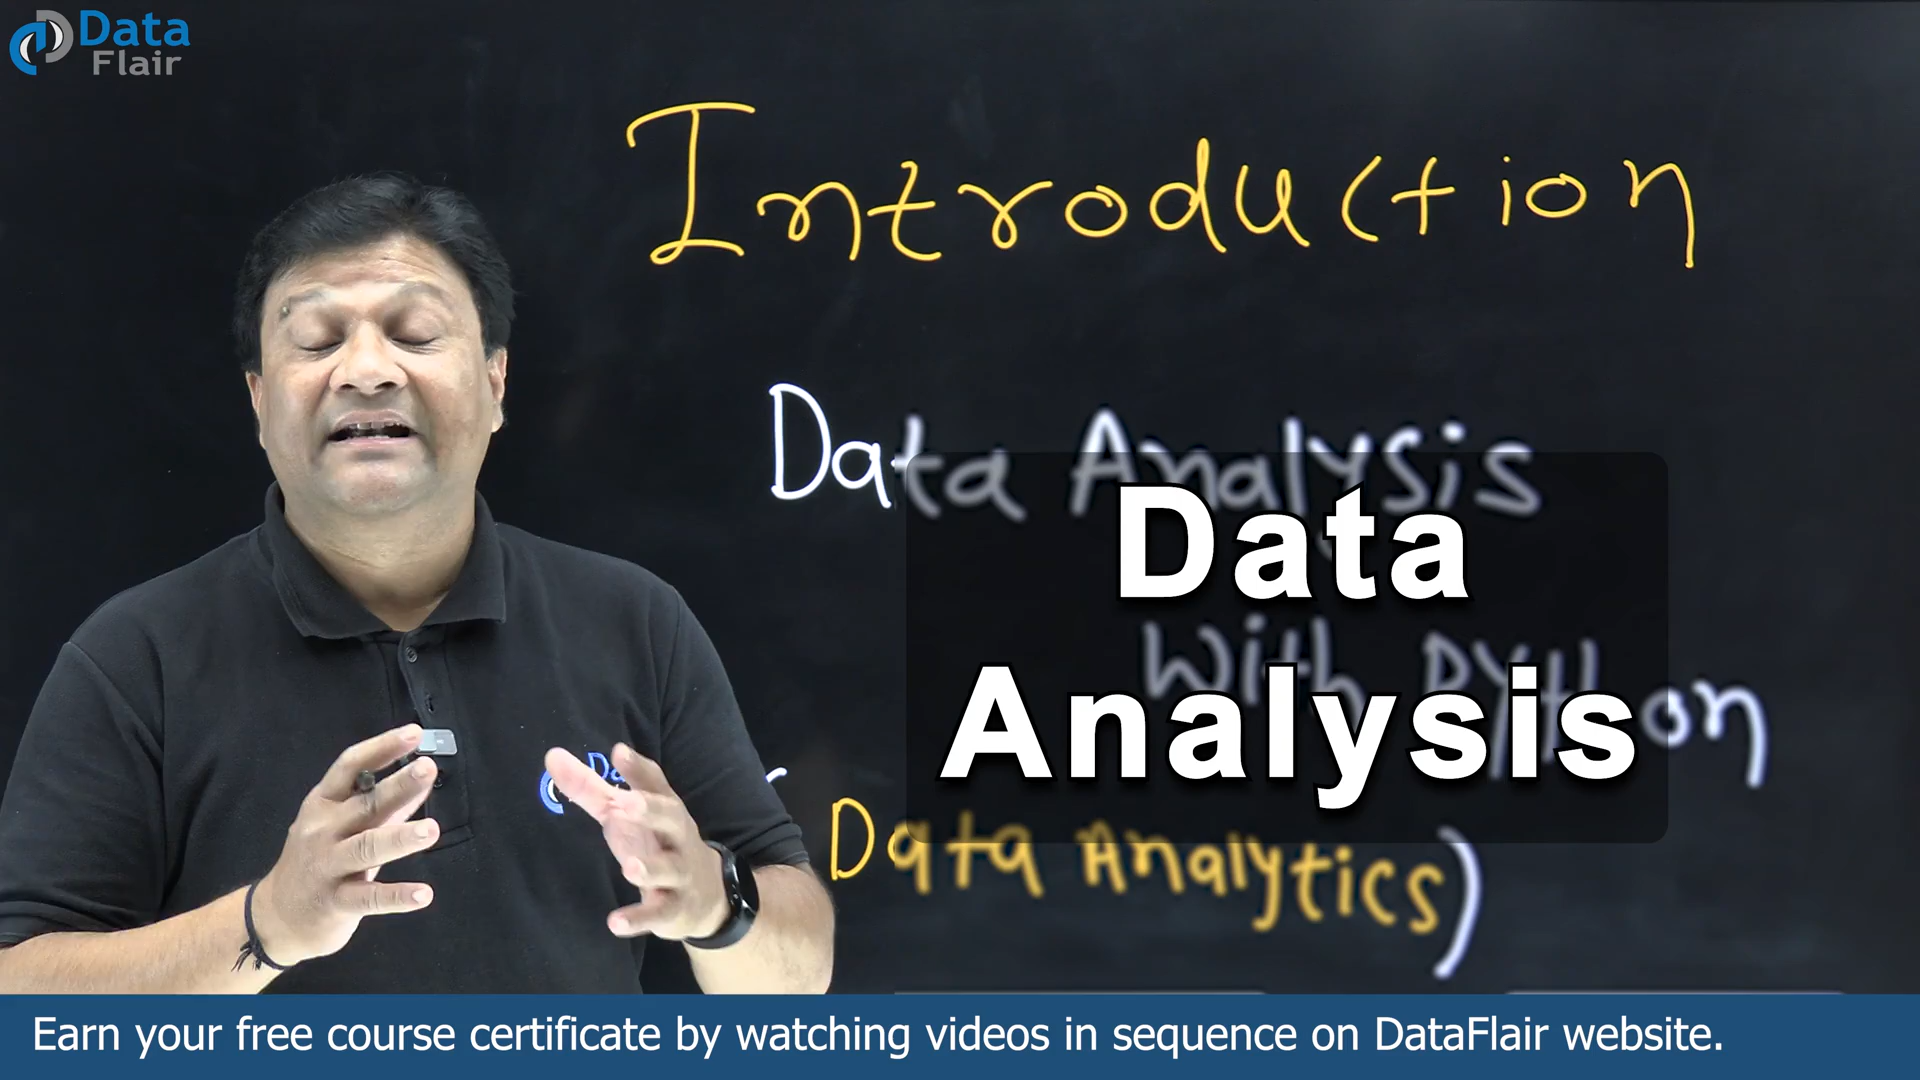 Data
Flair
Introduction
Data Analysis
With Python
Data
Analysis
Da
Data Analytics)
Earn your free course certificate by watching videos in sequence on DataFlair website.